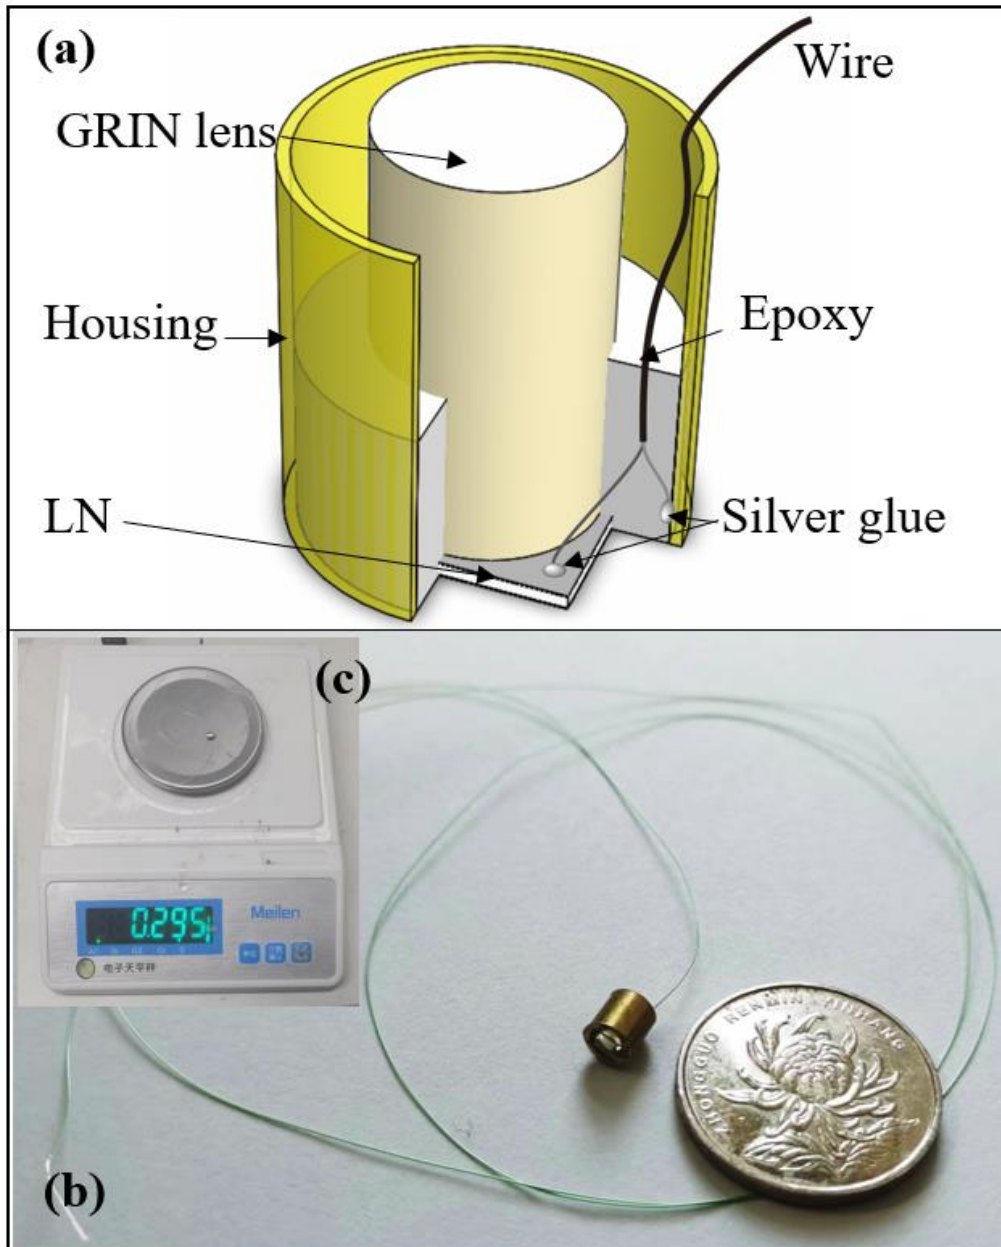 (a)
Wire
GRIN lens
Housing
Epoxy
LN
Silver glue
(c)
0.295
Meilen
电子天平秤
ZHONGGUO RENMIN YINHANG
(b)